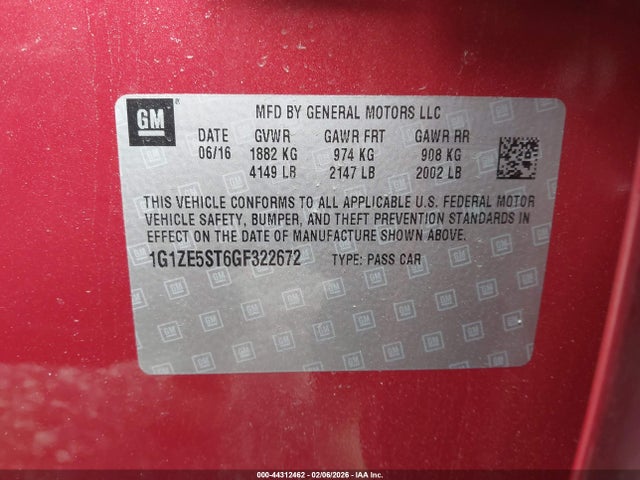 GM
MFD BY GENERAL MOTORS LLC
DATE GVWR GAWR FRT GAWR RR
06/16 1882 KG 974 KG 908 KG
4149 LB 2147 LB 2002 LB
THIS VEHICLE CONFORMS TO ALL APPLICABLE U.S. FEDERAL MOTOR
VEHICLE SAFETY, BUMPER, AND THEFT PREVENTION STANDARDS IN
EFFECT ON THE DATE OF MANUFACTURE SHOWN ABOVE.
1G1ZE5ST6GF322672 TYPE: PASS CAR
000-44312462 - 02/06/2026 - IAA Inc.